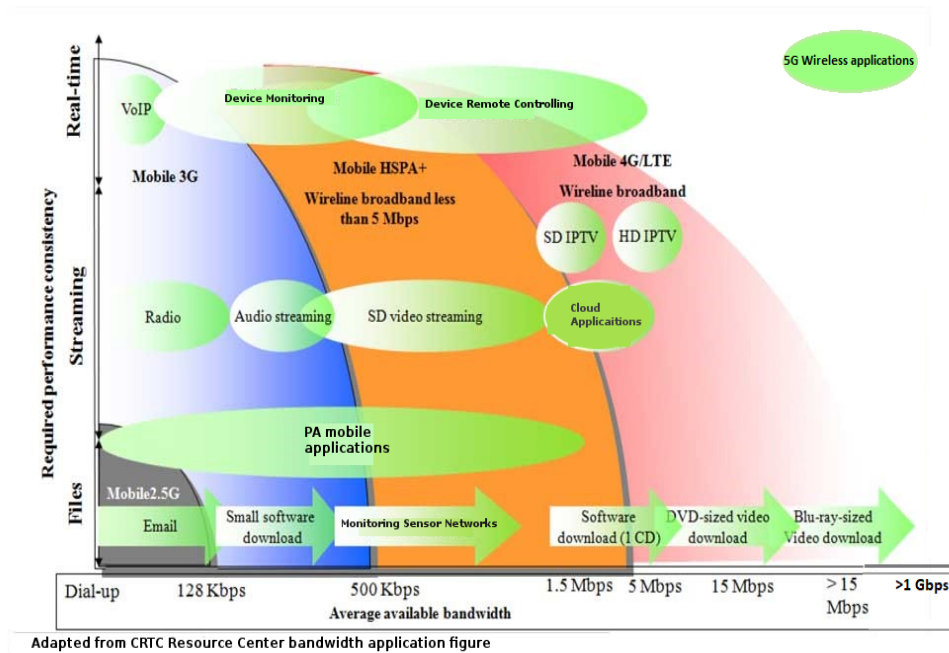 5G Wireless applications
Real-time
Streaming
Files
Required performance consistency
VoIP
Device Monitoring
Device Remote Controlling
Mobile 3G
Mobile HSPA+
Wireline broadband less
than 5 Mbps
Mobile 4G/LTE
Wireline broadband
SD IPTV
HD IPTV
Radio
Audio streaming
SD video streaming
Cloud
Applicaitions
PA mobile
applications
Mobile2.5G
Email
Small software
download
Monitoring Sensor Networks
Software
download (1 CD)
DVD-sized video
download
Blu-ray-sized
Video download
Dial-up
128 Kbps
500 Kbps
1.5 Mbps
5 Mbps
15 Mbps
> 15
Mbps
>1 Gbps
Average available bandwidth
Adapted from CRTC Resource Center bandwidth application figure